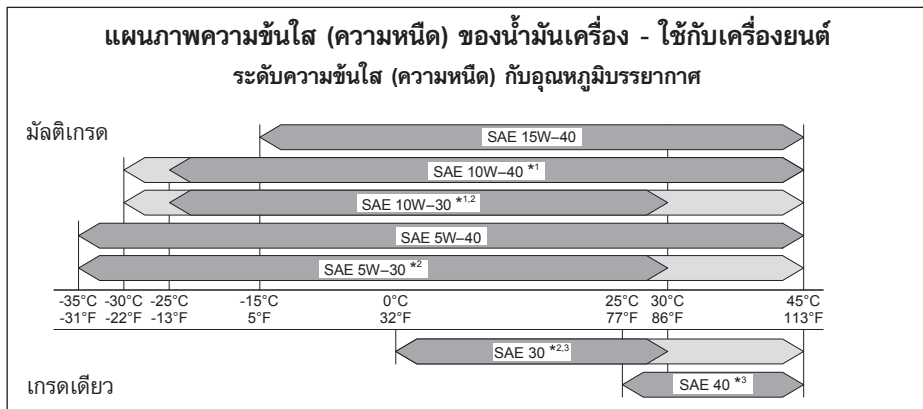 แผนภาพความข้นใส (ความหนืด) ของน้ำมันเครื่อง - ใช้กับเครื่องยนต์
ระดับความข้นใส (ความหนืด) กับอุณหภูมิบรรยากาศ
มัลติเกรด
SAE 15W–40
SAE 10W–40 *1
SAE 10W–30 *1,2
SAE 5W–40
SAE 5W–30 *2
-35°C -30°C -25°C -15°C 0°C 25°C 30°C 45°C
-31°F -22°F -13°F 5°F 32°F 77°F 86°F 113°F
SAE 30 *2,3
SAE 40 *3
เกรดเดียว